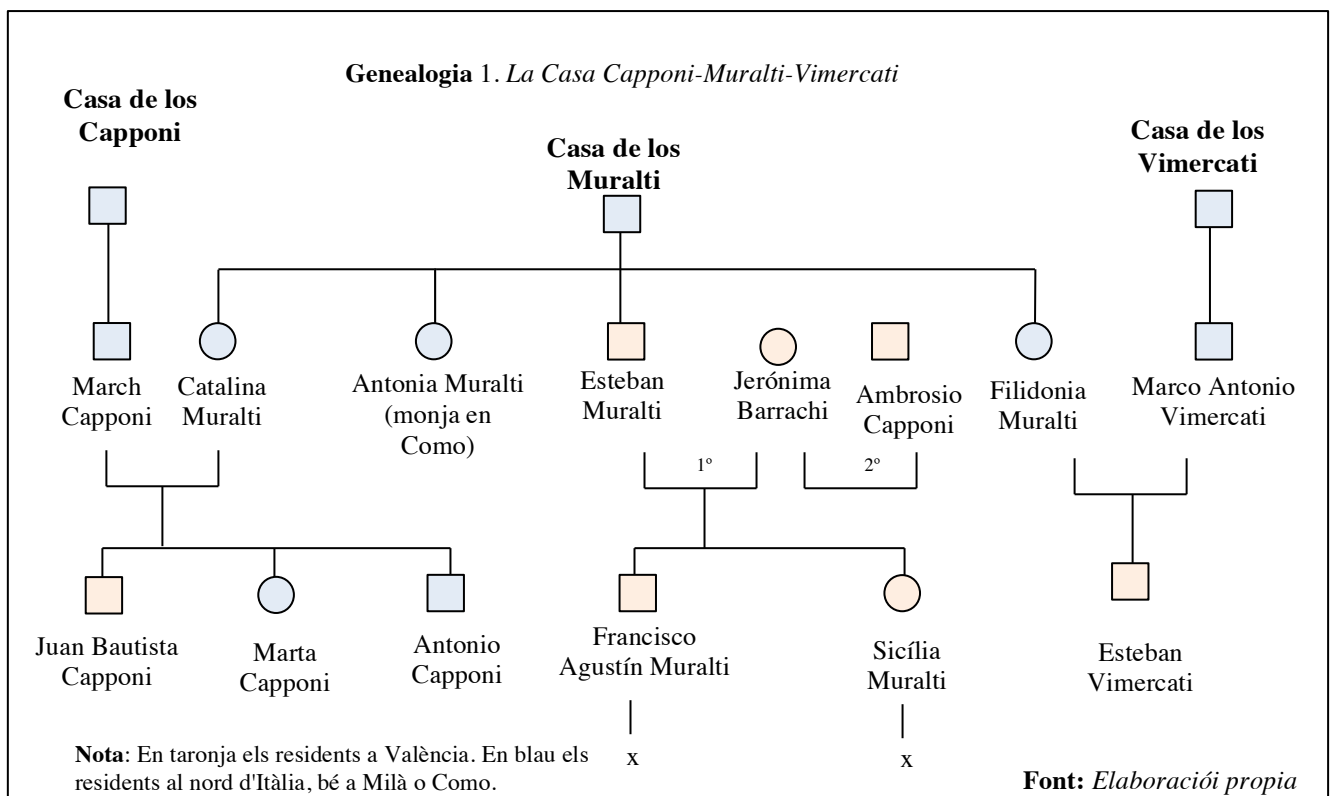 Genealogia 1. La Casa Capponi-Muralti-Vimercati
Casa de los
Capponi
Casa de los
Muralti
Casa de los
Vimercati
March
Capponi
Catalina
Muralti
Antonia Muralti
(monja en
Como)
Esteban
Muralti
Jerónima
Barrachi
Ambrosio
Capponi
Filidonia
Muralti
Marco Antonio
Vimercati
1º
2º
Juan Bautista
Capponi
Marta
Capponi
Antonio
Capponi
Francisco
Agustín Muralti
Sicília
Muralti
Esteban
Vimercati
x
x
Nota: En taronja els residents a València. En blau els
residents al nord d'Itàlia, bé a Milà o Como.
Font: Elaboraciói propia